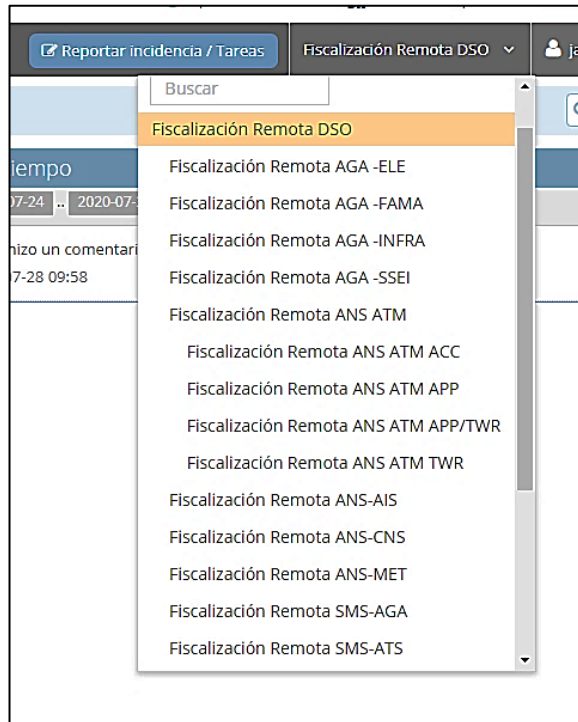 Reportar incidencia / Tareas
Fiscalización Remota DSO
ja
Buscar
Fiscalización Remota DSO
iempo
Fiscalización Remota AGA -ELE
07-24 .. 2020-07-
Fiscalización Remota AGA -FAMA
hizo un comentari
Fiscalización Remota AGA -INFRA
7-28 09:58
Fiscalización Remota AGA -SSEI
Fiscalización Remota ANS ATM
Fiscalización Remota ANS ATM ACC
Fiscalización Remota ANS ATM APP
Fiscalización Remota ANS ATM APP/TWR
Fiscalización Remota ANS ATM TWR
Fiscalización Remota ANS-AIS
Fiscalización Remota ANS-CNS
Fiscalización Remota ANS-MET
Fiscalización Remota SMS-AGA
Fiscalización Remota SMS-ATS